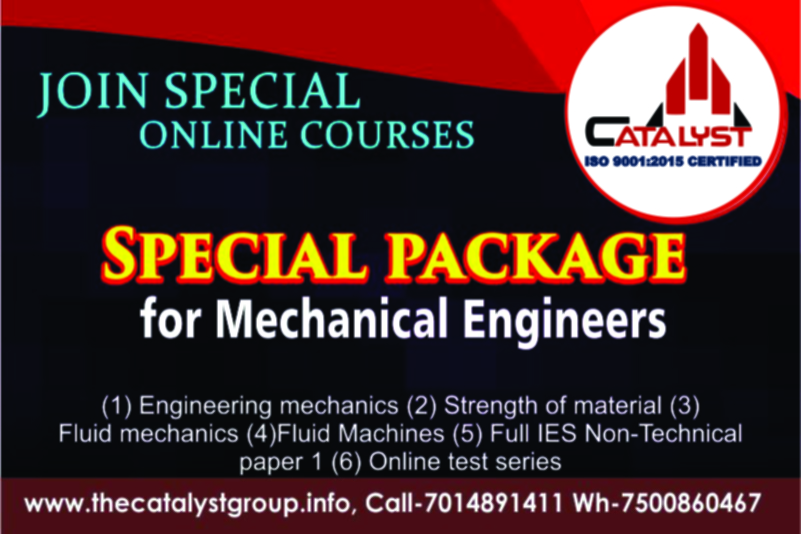 JOIN SPECIAL
ONLINE COURSES
CATALYST
ISO 9001:2015 CERTIFIED
SPECIAL PACKAGE
for Mechanical Engineers
(1) Engineering mechanics (2) Strength of material (3)
Fluid mechanics (4)Fluid Machines (5) Full IES Non-Technical
paper 1 (6) Online test series
www.thecatalystgroup.info, Call-7014891411 Wh-7500860467